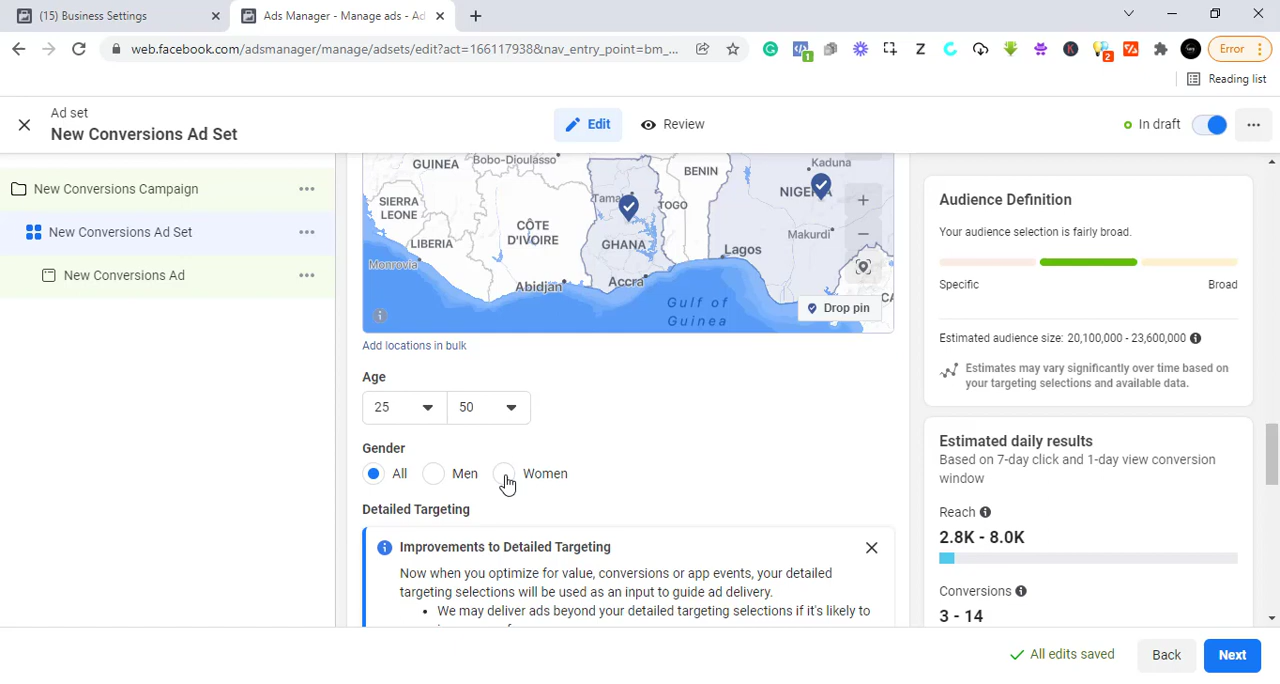 (15) Business Settings
Ads Manager - Manage ads - Ad
web.facebook.com/adsmanager/manage/adsets/edit?act=166117938&nav_entry_point=bm_...
1
Z
K
2
Error
Reading list
Ad set
New Conversions Ad Set
Edit
Review
In draft
New Conversions Campaign
New Conversions Ad Set
New Conversions Ad
GUINEA
Bobo-Dioulasso
BENIN
Kaduna
SIERRA
LEONE
Tamal
TOGO
NIGERIA
CÔTE
D'IVOIRE
GHANA
Makurdi
LIBERIA
Lagos
Monrovia
Abidjan
Accra
Gulf of
Guinea
Drop pin
Add locations in bulk
Age
25
50
Gender
All
Men
Women
Detailed Targeting
Improvements to Detailed Targeting
Now when you optimize for value, conversions or app events, your detailed
targeting selections will be used as an input to guide ad delivery.
• We may deliver ads beyond your detailed targeting selections if it's likely to
Audience Definition
Your audience selection is fairly broad.
Specific
Broad
Estimated audience size: 20,100,000 - 23,600,000
Estimates may vary significantly over time based on
your targeting selections and available data.
Estimated daily results
Based on 7-day click and 1-day view conversion
window
Reach
2.8K - 8.0K
Conversions
3 - 14
All edits saved
Back
Next